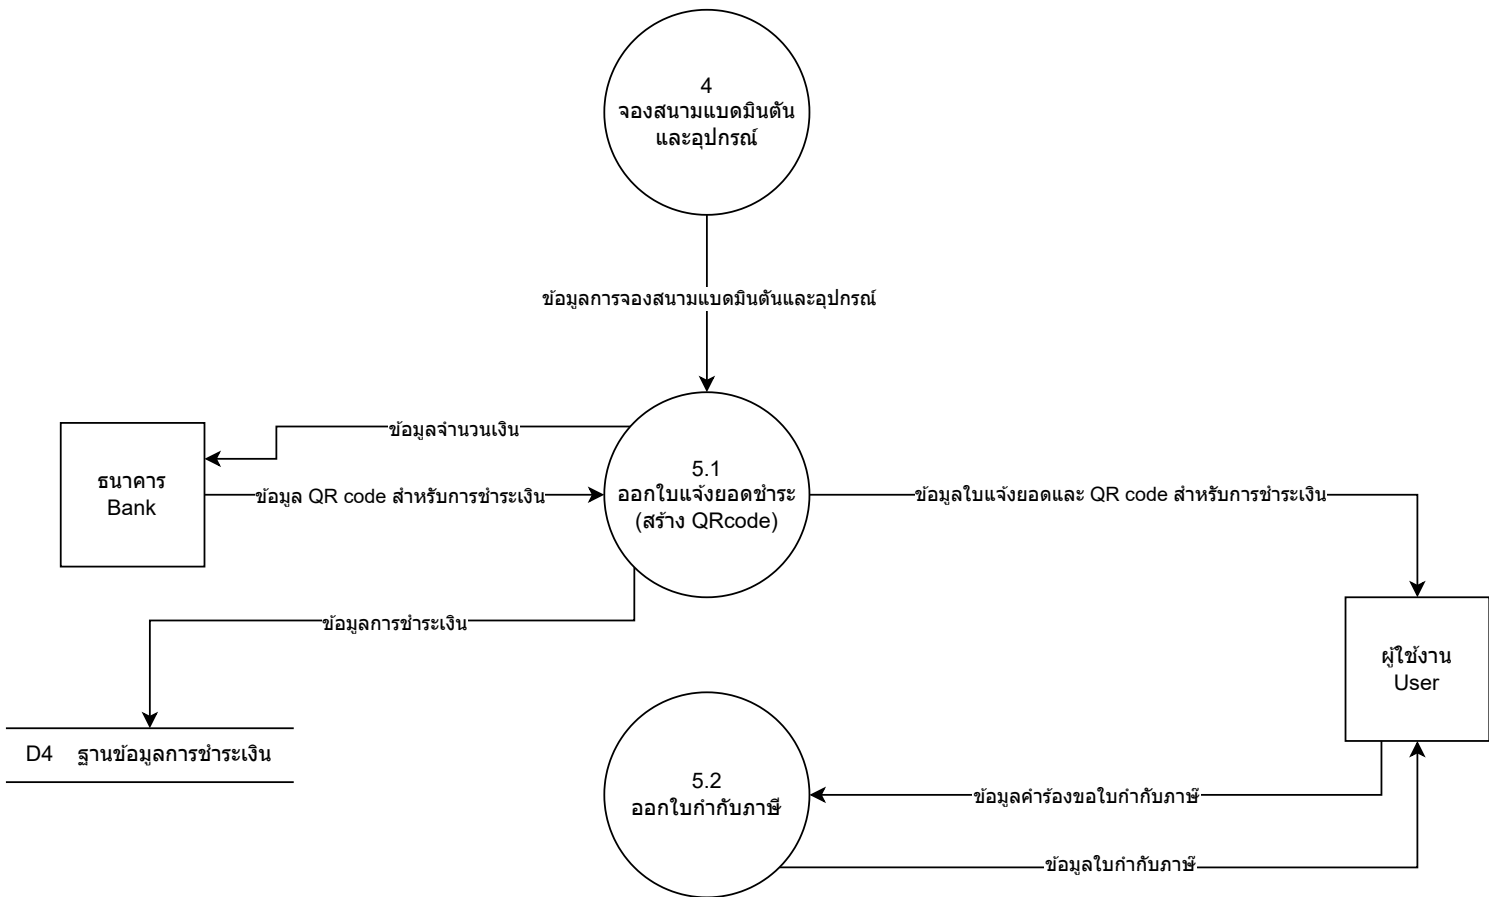 4
จองสนามแบดมินตัน
และอุปกรณ์
ข้อมูลการจองสนามแบดมินตันและอุปกรณ์
ข้อมูลจำนวนเงิน
ธนาคาร
Bank
ข้อมูล QR code สำหรับการชำระเงิน
5.1
ออกใบแจ้งยอดชำระ
(สร้าง QRcode)
ข้อมูลใบแจ้งยอดและ QR code สำหรับการชำระเงิน
ข้อมูลการชำระเงิน
ผู้ใช้งาน
User
D4 ฐานข้อมูลการชำระเงิน
5.2
ออกใบกำกับภาษี
ข้อมูลคำร้องขอใบกำกับภาษี
ข้อมูลใบกำกับภาษี